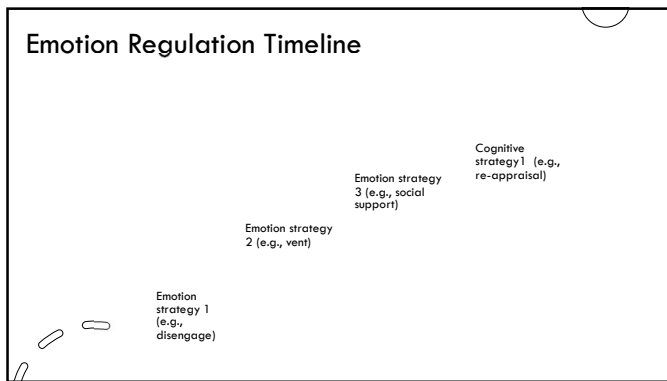 Emotion Regulation Timeline
Cognitive
strategy1 (e.g.,
re-appraisal)
Emotion strategy
3 (e.g., social
support)
Emotion strategy
2 (e.g., vent)
Emotion
strategy 1
(e.g.,
disengage)